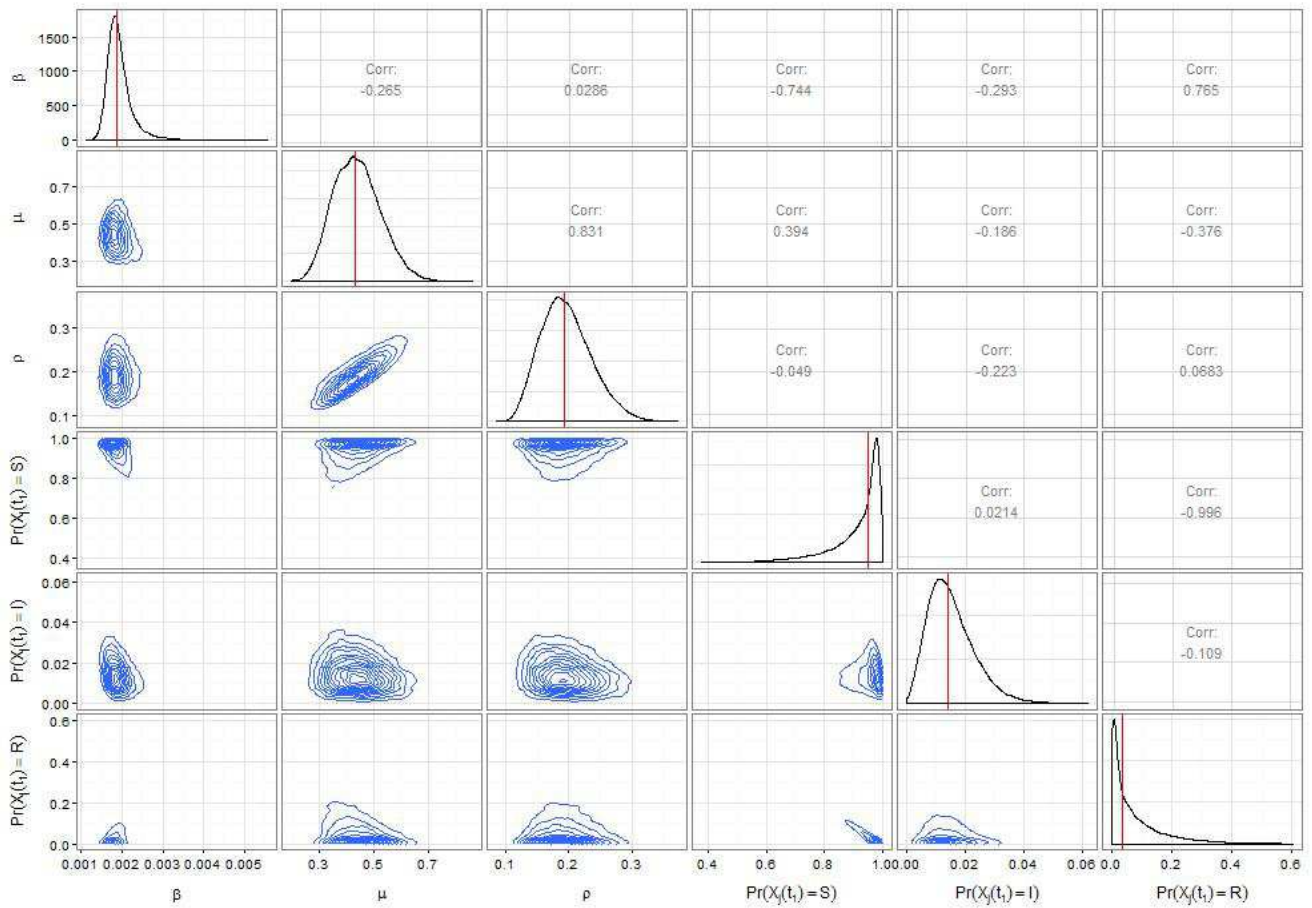 1500
1000
500
0
β
Corr:
-0.265
Corr:
0.0286
Corr:
-0.744
Corr:
-0.293
Corr:
0.765
0.7
0.5
0.3
μ
Corr:
0.831
Corr:
0.394
Corr:
-0.186
Corr:
-0.376
0.3
0.2
0.1
ρ
Corr:
-0.049
Corr:
-0.223
Corr:
0.0683
1.0
0.8
0.6
0.4
Pr(Xj(t1) = S)
Corr:
0.0214
Corr:
-0.996
0.06
0.04
0.02
0.00
Pr(Xj(t1) = I)
Corr:
-0.109
0.6
0.4
0.2
0.0
Pr(Xj(t1) = R)
0.001 0.002 0.003 0.004 0.005
0.3 0.5 0.7
0.1 0.2 0.3
0.4 0.6 0.8 1.0
0.00 0.02 0.04 0.06
0.0 0.2 0.4 0.6
β μ ρ Pr(Xj(t1) = S) Pr(Xj(t1) = I) Pr(Xj(t1) = R)